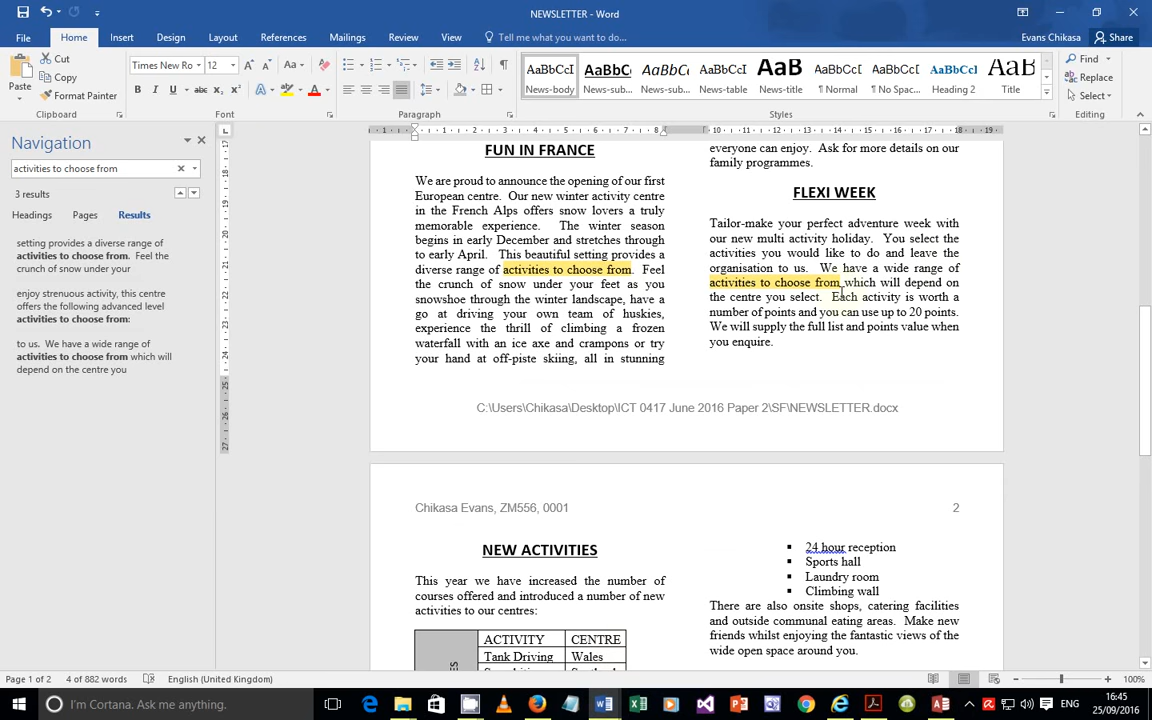 NEWSLETTER - Word
File
Home
Insert
Design
Layout
References
Mailings
Review
View
Tell me what you want to do...
Evans Chikasa
Share
Paste
Cut
Copy
Format Painter
Clipboard
Times New Ro
12
Aa
B I U abc X₂ X²
Font
Paragraph
AaBbCcI
News-body
AaBbCc
News-sub...
AaBbCcI
News-sub...
AaBbCcI
News-table
AaB
News-title
AaBbCcI
¶ Normal
AaBbCcI
¶ No Spac...
AaBbCcI
Heading 2
AaBb
Title
Styles
Find
Replace
Select
Editing
Navigation
activities to choose from
3 results
Headings
Pages
Results
setting provides a diverse range of
activities to choose from. Feel the
crunch of snow under your
enjoy strenuous activity, this centre
offers the following advanced level
activities to choose from:
to us. We have a wide range of
activities to choose from which will
depend on the centre you
FUN IN FRANCE
We are proud to announce the opening of our first
European centre. Our new winter activity centre
in the French Alps offers snow lovers a truly
memorable experience. The winter season
begins in early December and stretches through
to early April. This beautiful setting provides a
diverse range of activities to choose from. Feel
the crunch of snow under your feet as you
snowshoe through the winter landscape, have a
go at driving your own team of huskies,
experience the thrill of climbing a frozen
waterfall with an ice axe and crampons or try
your hand at off-piste skiing, all in stunning
everyone can enjoy. Ask for more details on our
family programmes.
FLEXI WEEK
Tailor-make your perfect adventure week with
our new multi activity holiday. You select the
activities you would like to do and leave the
organisation to us. We have a wide range of
activities to choose from which will depend on
the centre you select. Each activity is worth a
number of points and you can use up to 20 points.
We will supply the full list and points value when
you enquire.
C:\Users\Chikasa\Desktop\ICT 0417 June 2016 Paper 2\SF\NEWSLETTER.docx
Chikasa Evans, ZM556, 0001
2
NEW ACTIVITIES
This year we have increased the number of
courses offered and introduced a number of new
activities to our centres:
ACTIVITY CENTRE
Tank Driving Wales
24 hour reception
Sports hall
Laundry room
Climbing wall
There are also onsite shops, catering facilities
and outside communal eating areas. Make new
friends whilst enjoying the fantastic views of the
wide open space around you.
Page 1 of 2
4 of 882 words
English (United Kingdom)
100%
I'm Cortana. Ask me anything.
ENG
16:45
25/09/2016